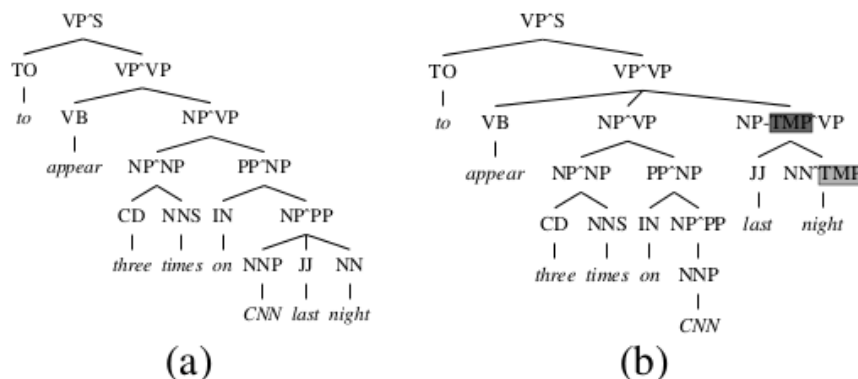 VP^S VP^S
TO VP^VP TO VP^VP
to VB NP^VP to VB NP^VP NP-TMP^VP
appear NP^NP PP^NP appear NP^NP PP^NP JJ NN^TMP
CD NNS IN NP^PP CD NNS IN NP^PP last night
three times on NNP JJ NN three times on NNP
CNN last night CNN
(a) (b)